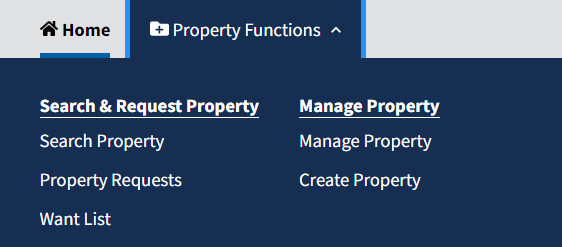 Home
Property Functions
Search & Request Property
Search Property
Property Requests
Want List
Manage Property
Manage Property
Create Property